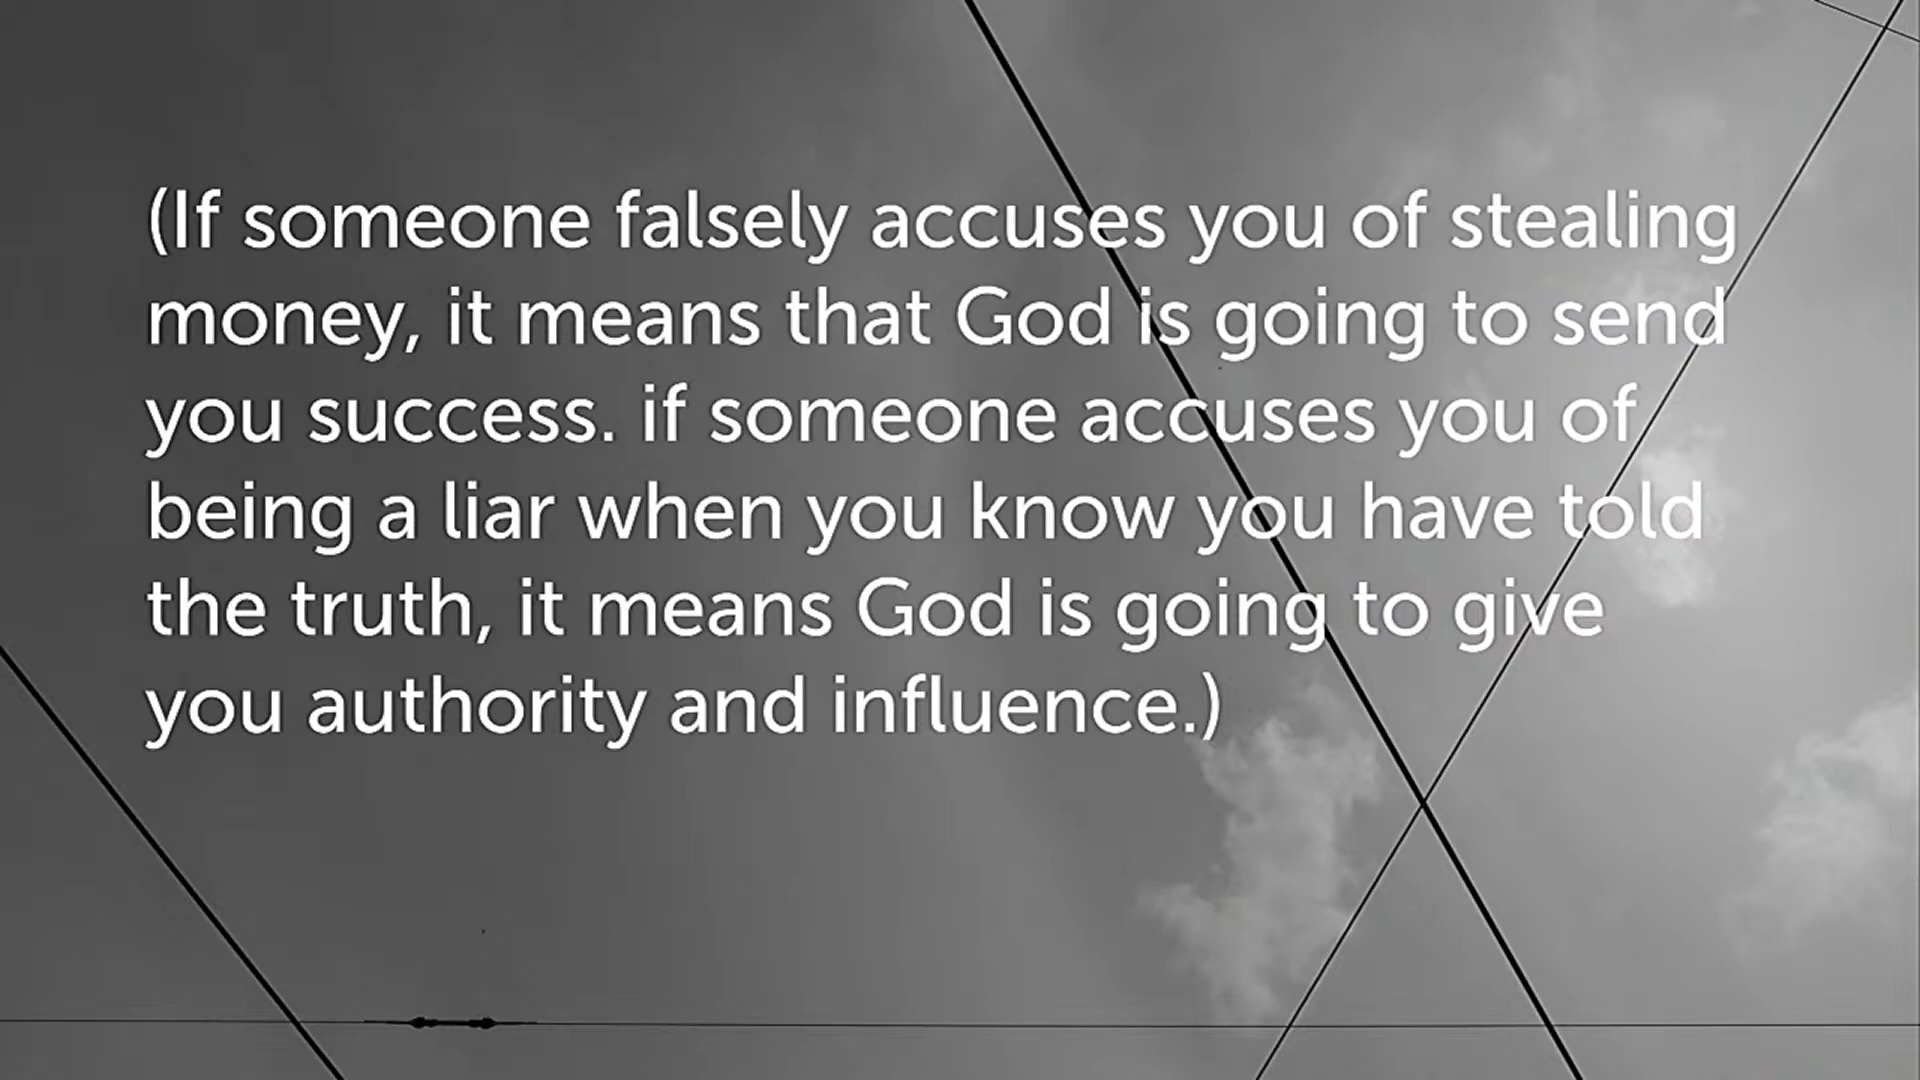 (If someone falsely accuses you of stealing
money, it means that God is going to send
you success. if someone accuses you of
being a liar when you know you have told
the truth, it means God is going to give
you authority and influence.)